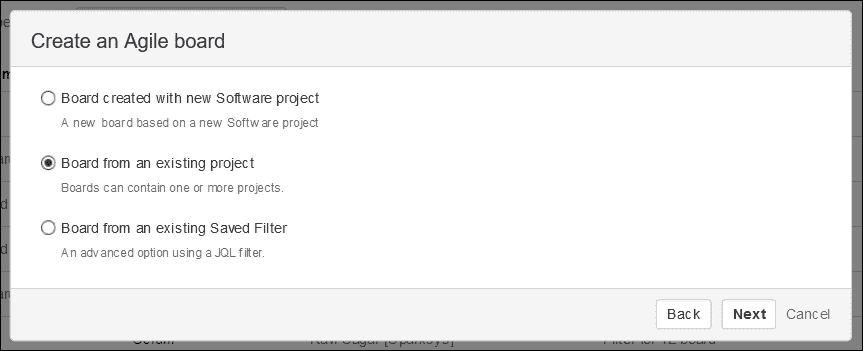 Create an Agile board
Board created with new Software project
A new board based on a new Software project
Board from an existing project
Boards can contain one or more projects.
Board from an existing Saved Filter
An advanced option using a JQL filter.
Back Next Cancel